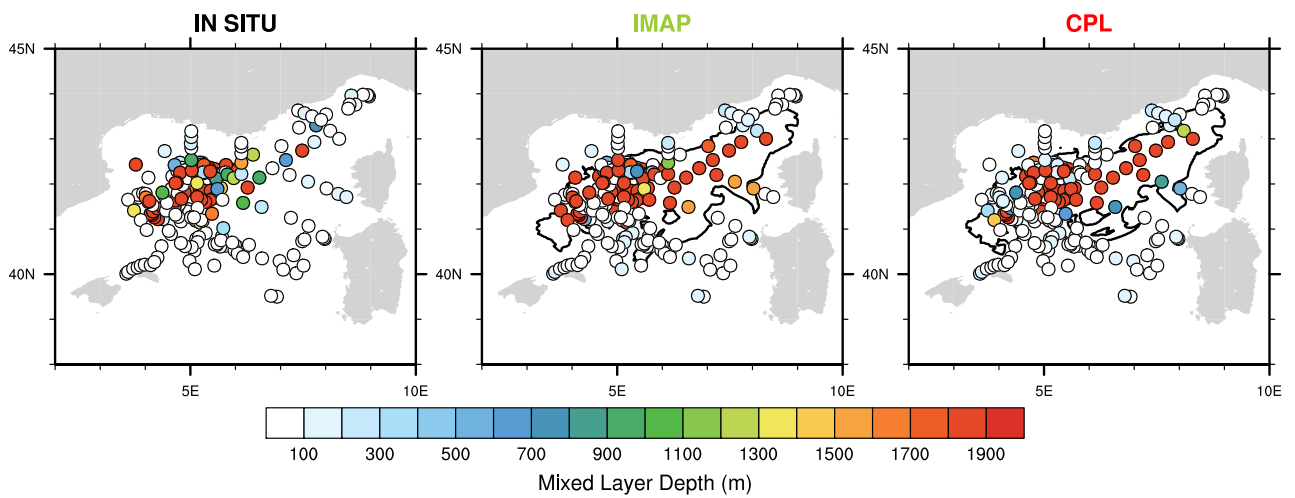 IN SITU IMAP CPL
45N 45N 45N
40N 40N 40N
5E 10E 5E 10E 5E 10E
100 300 500 700 900 1100 1300 1500 1700 1900
Mixed Layer Depth (m)